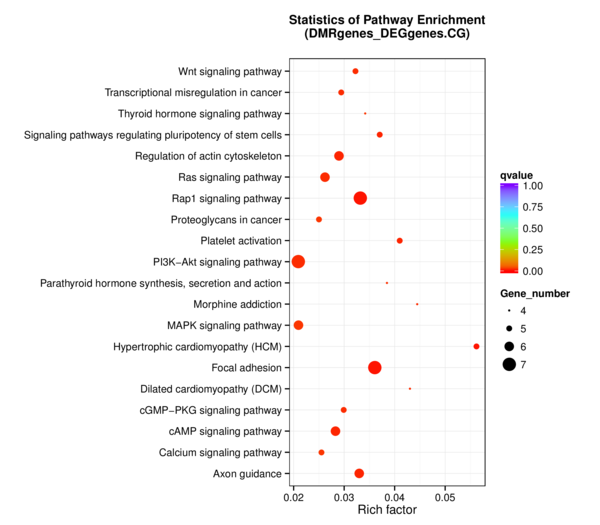 Statistics of Pathway Enrichment
(DMRgenes_DEGgenes.CG)
Wnt signaling pathway
Transcriptional misregulation in cancer
Thyroid hormone signaling pathway
Signaling pathways regulating pluripotency of stem cells
Regulation of actin cytoskeleton
Ras signaling pathway
Rap1 signaling pathway
Proteoglycans in cancer
Platelet activation
PI3K−Akt signaling pathway
Parathyroid hormone synthesis, secretion and action
Morphine addiction
MAPK signaling pathway
Hypertrophic cardiomyopathy (HCM)
Focal adhesion
Dilated cardiomyopathy (DCM)
cGMP−PKG signaling pathway
cAMP signaling pathway
Calcium signaling pathway
Axon guidance
0.02 0.03 0.04 0.05
Rich factor
qvalue
1.00
0.75
0.50
0.25
0.00
Gene_number
4
5
6
7